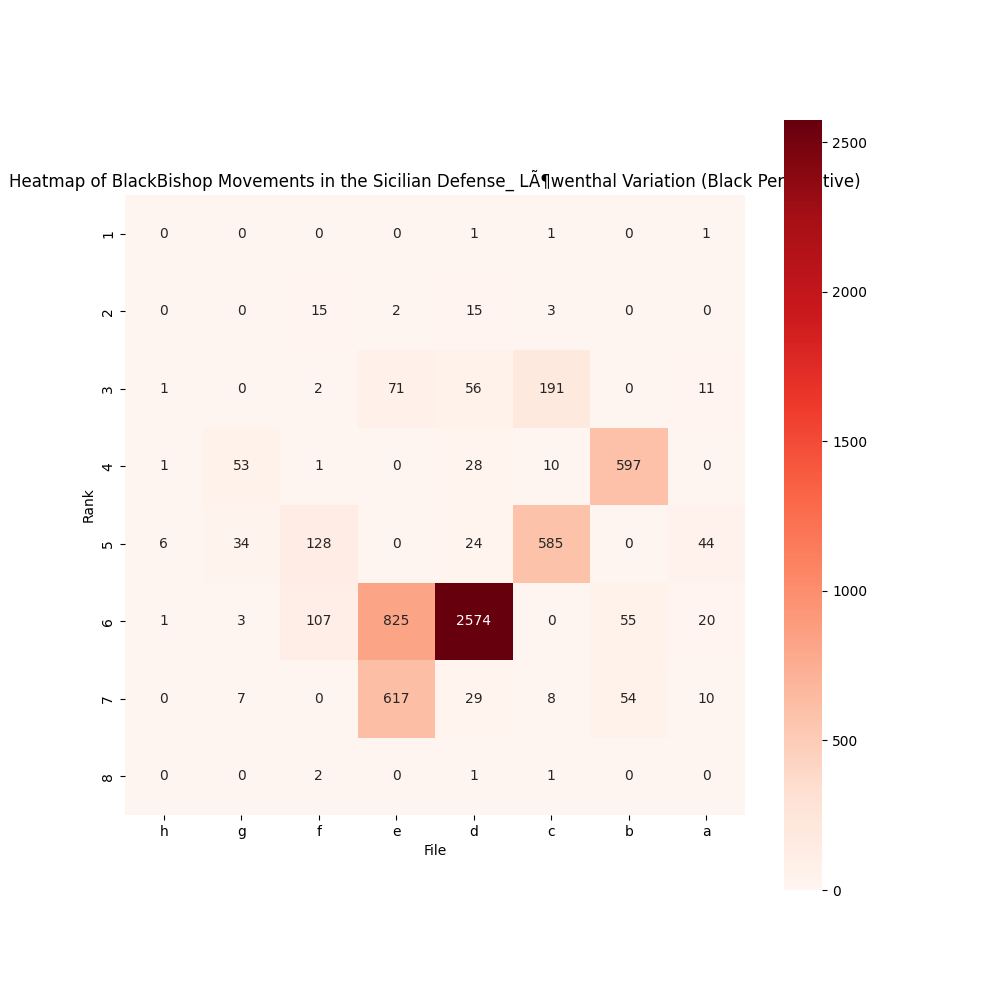 Heatmap of BlackBishop Movements in the Sicilian Defense_ LÃ¶wenthal Variation (Black Per tive)
2500
1 0 0 0 0 1 1 0 1
2 0 0 15 2 15 3 0 0
2000
3 1 0 2 71 56 191 0 11
1500
4 1 53 1 0 28 10 597 0
Rank
5 6 34 128 0 24 585 0 44
1000
6 1 3 107 825 2574 0 55 20
7 0 7 0 617 29 8 54 10
500
8 0 0 2 0 1 1 0 0
h g f e d c b a
File
0